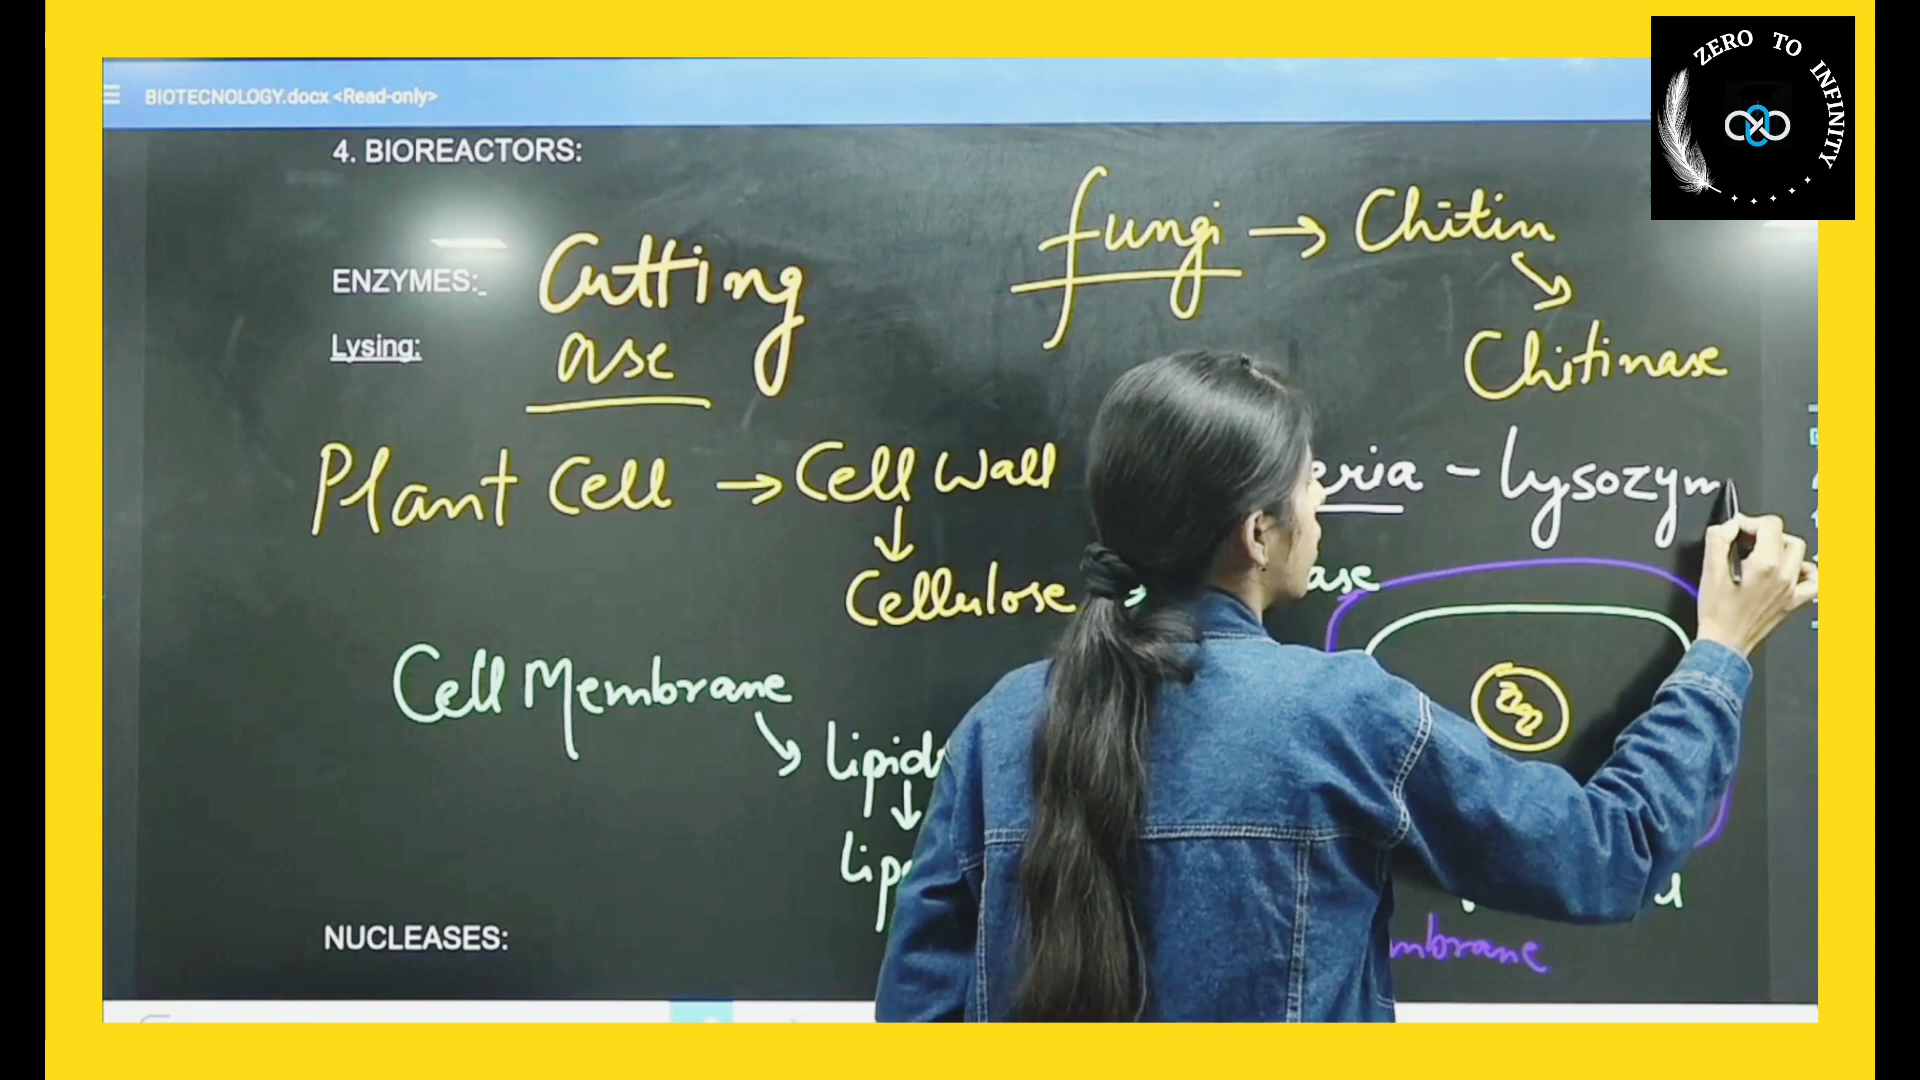 ZERO TO INFINITY
BIOTECNOLOGY.docx <Read-only>
4. BIOREACTORS:
fungi → Chitin
Chitinase
ENZYMES:
Cutting
ase
Lysing:
Plant Cell → Cell Wall
Cellulose
eria - Lysozym
ase
Cell Membrane
Lipid
Lip
mbrane
NUCLEASES: